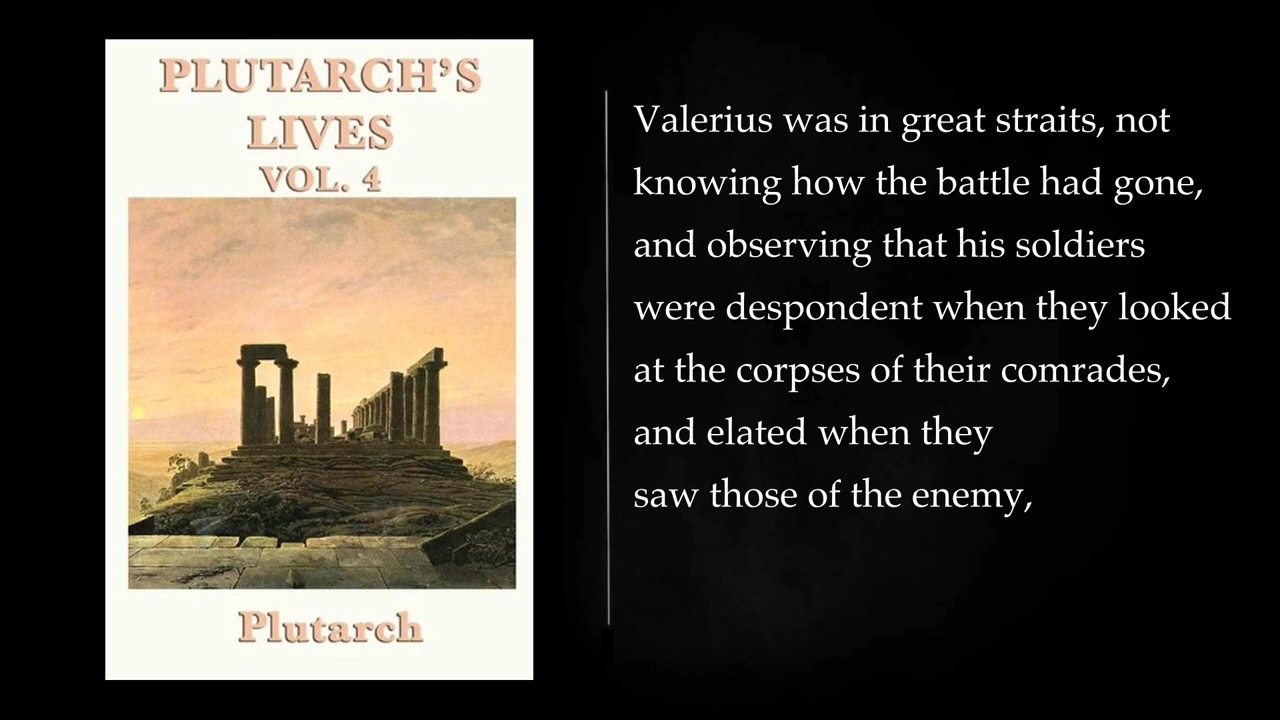 PLUTARCH'S
LIVES
VOL. 4
Plutarch
Valerius was in great straits, not
knowing how the battle had gone,
and observing that his soldiers
were despondent when they looked
at the corpses of their comrades,
and elated when they
saw those of the enemy,